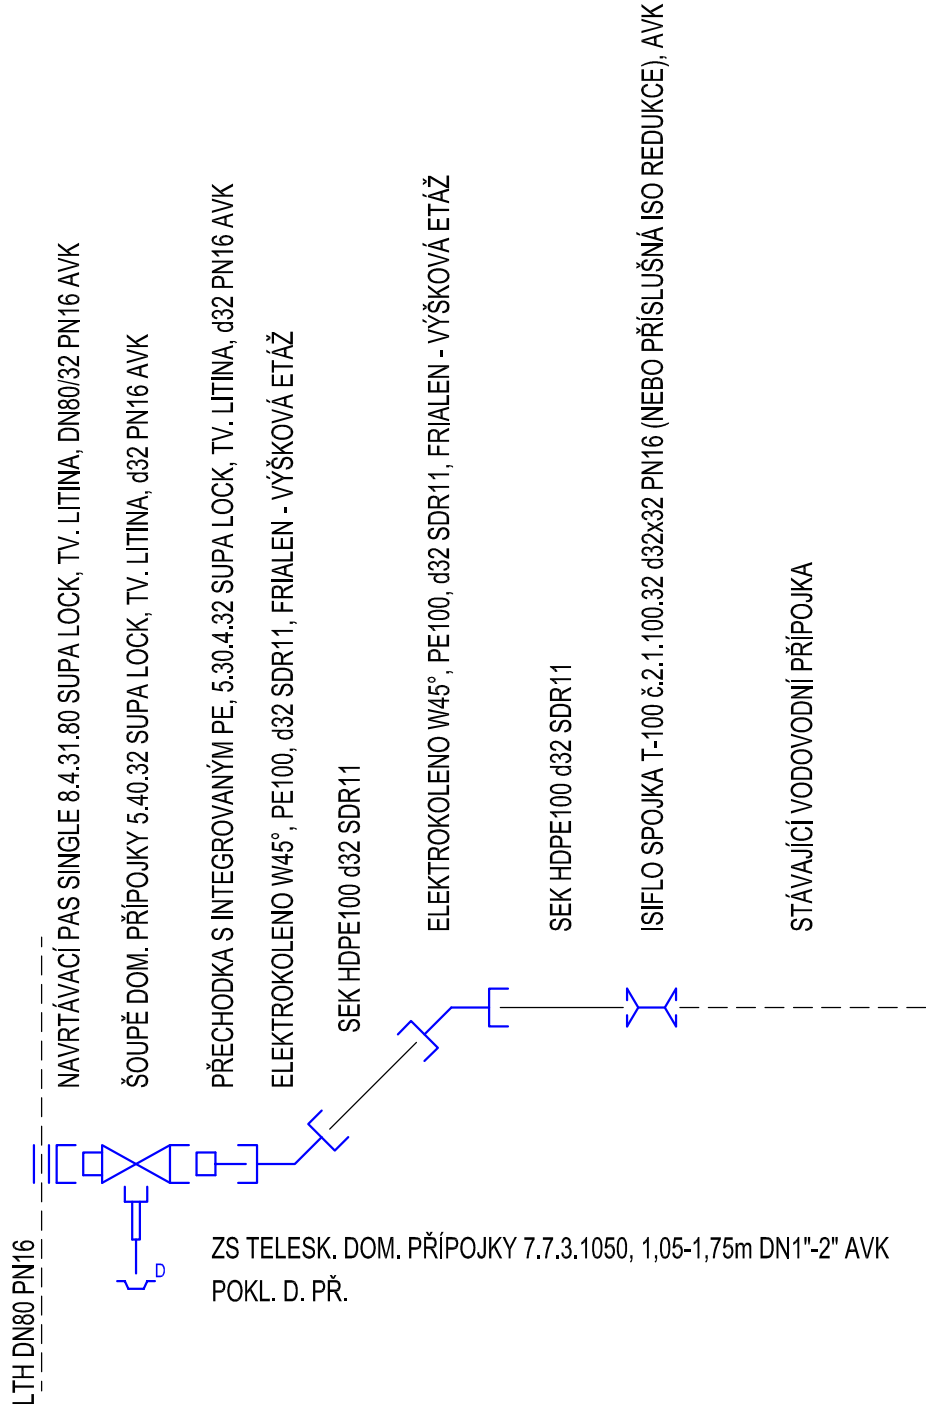 LTH DN80 PN16
NAVRTÁVACÍ PAS SINGLE 8.4.31.80 SUPA LOCK, TV. LITINA, DN80/32 PN16 AVK
ŠOUPĚ DOM. PŘÍPOJKY 5.40.32 SUPA LOCK, TV. LITINA, d32 PN16 AVK
PŘECHODKA S INTEGROVANÝM PE, 5.30.4.32 SUPA LOCK, TV. LITINA, d32 PN16 AVK
ELEKTROKOLENO W45°, PE100, d32 SDR11, FRIALEN - VÝŠKOVÁ ETÁŽ
SEK HDPE100 d32 SDR11
ELEKTROKOLENO W45°, PE100, d32 SDR11, FRIALEN - VÝŠKOVÁ ETÁŽ
SEK HDPE100 d32 SDR11
ISIFLO SPOJKA T-100 č.2.1.100.32 d32x32 PN16 (NEBO PŘÍSLUŠNÁ ISO REDUKCE), AVK
STÁVAJÍCÍ VODOVODNÍ PŘÍPOJKA
D
ZS TELESK. DOM. PŘÍPOJKY 7.7.3.1050, 1,05-1,75m DN1"-2" AVK
POKL. D. PŘ.